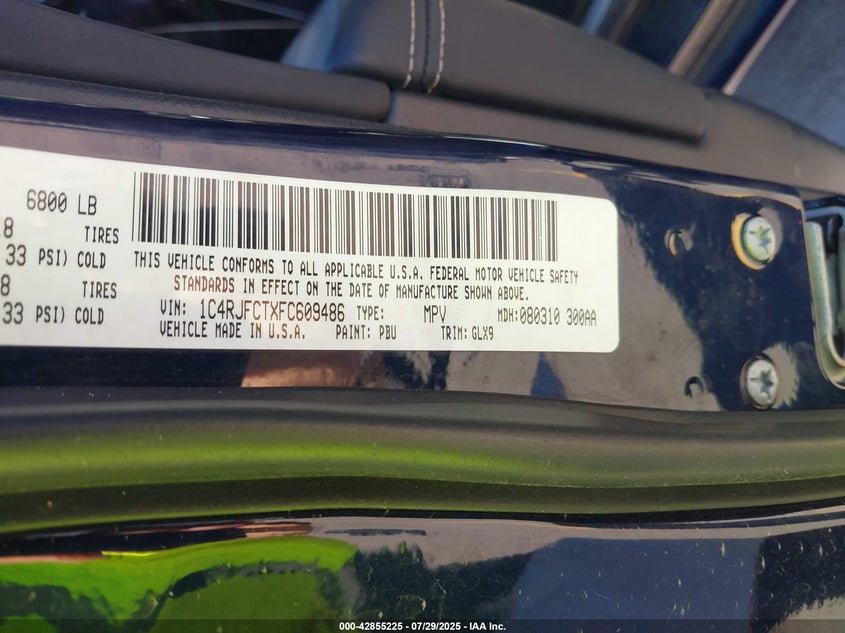 6800 LB
8 TIRES
33 PSI) COLD
8 TIRES
33 PSI) COLD
THIS VEHICLE CONFORMS TO ALL APPLICABLE U.S.A. FEDERAL MOTOR VEHICLE SAFETY
STANDARDS IN EFFECT ON THE DATE OF MANUFACTURE SHOWN ABOVE.
VIN: 1C4RJFCTXFC609486 TYPE: MPV MDH:080310 300AA
VEHICLE MADE IN U.S.A. PAINT: PBU TRIM: GLX9
000-42855225 - 07/29/2025 - IAA Inc.